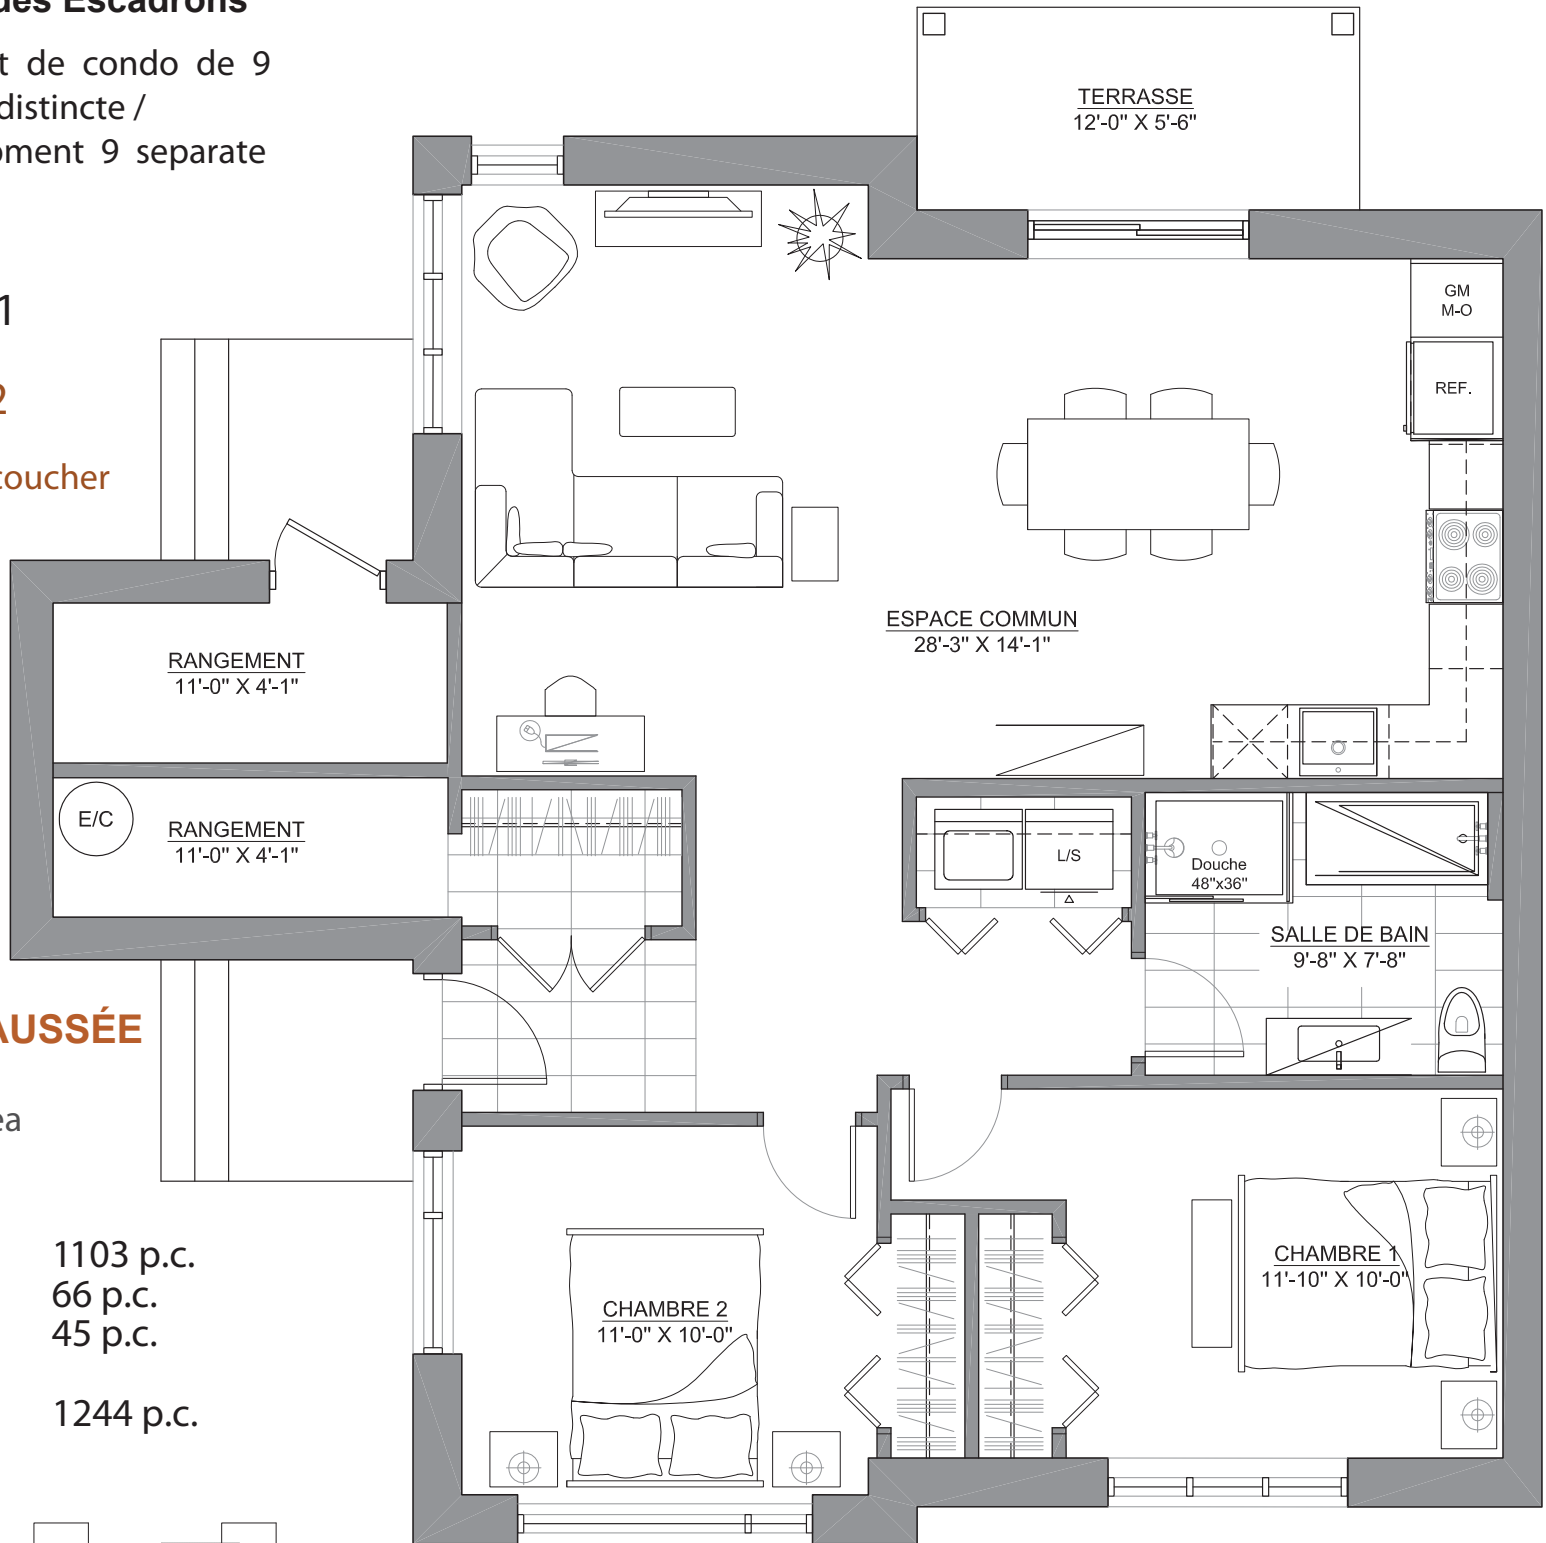 des Escadrons
t de condo de 9
distincte /
ment 9 separate
1
2
coucher
TERRASSE
12'-0" X 5'-6"
GM
M-O
REF.
ESPACE COMMUN
28'-3" X 14'-1"
RANGEMENT
11'-0" X 4'-1"
E/C
RANGEMENT
11'-0" X 4'-1"
L/S
Douche
48"x36"
SALLE DE BAIN
9'-8" X 7'-8"
AUSSÉE
ea
1103 p.c.
66 p.c.
45 p.c.
1244 p.c.
CHAMBRE 1
11'-10" X 10'-0"
CHAMBRE 2
11'-0" X 10'-0"